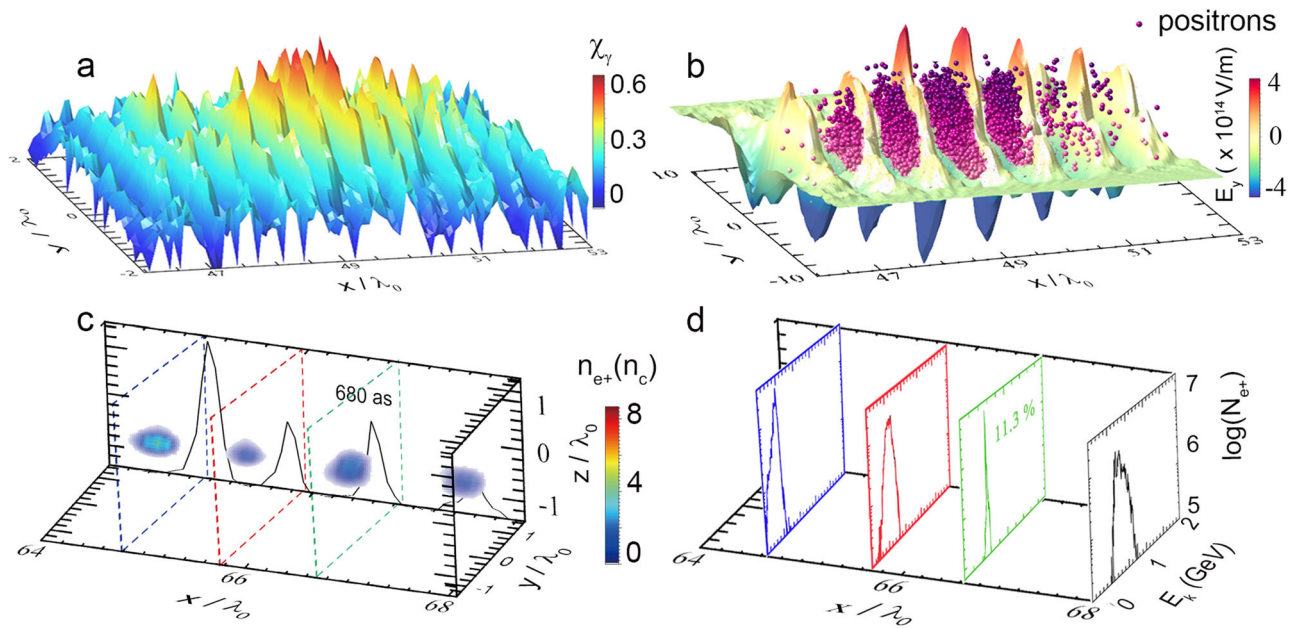 a
χγ
0.6
0.3
0
2
0
-2
y / λ0
47
49
51
53
x / λ0
b
positrons
Ey ( x 10¹⁴ V/m)
4
0
-4
10
0
-10
y / λ0
47
49
51
53
x / λ0
c
680 as
ne+(nc)
8
6
4
2
0
1
0
-1
z / λ0
1
0
-1
y / λ0
64
66
68
x / λ0
d
11.3 %
7
6
5
log(Ne+)
0
1
2
Ek (GeV)
64
66
68
x / λ0